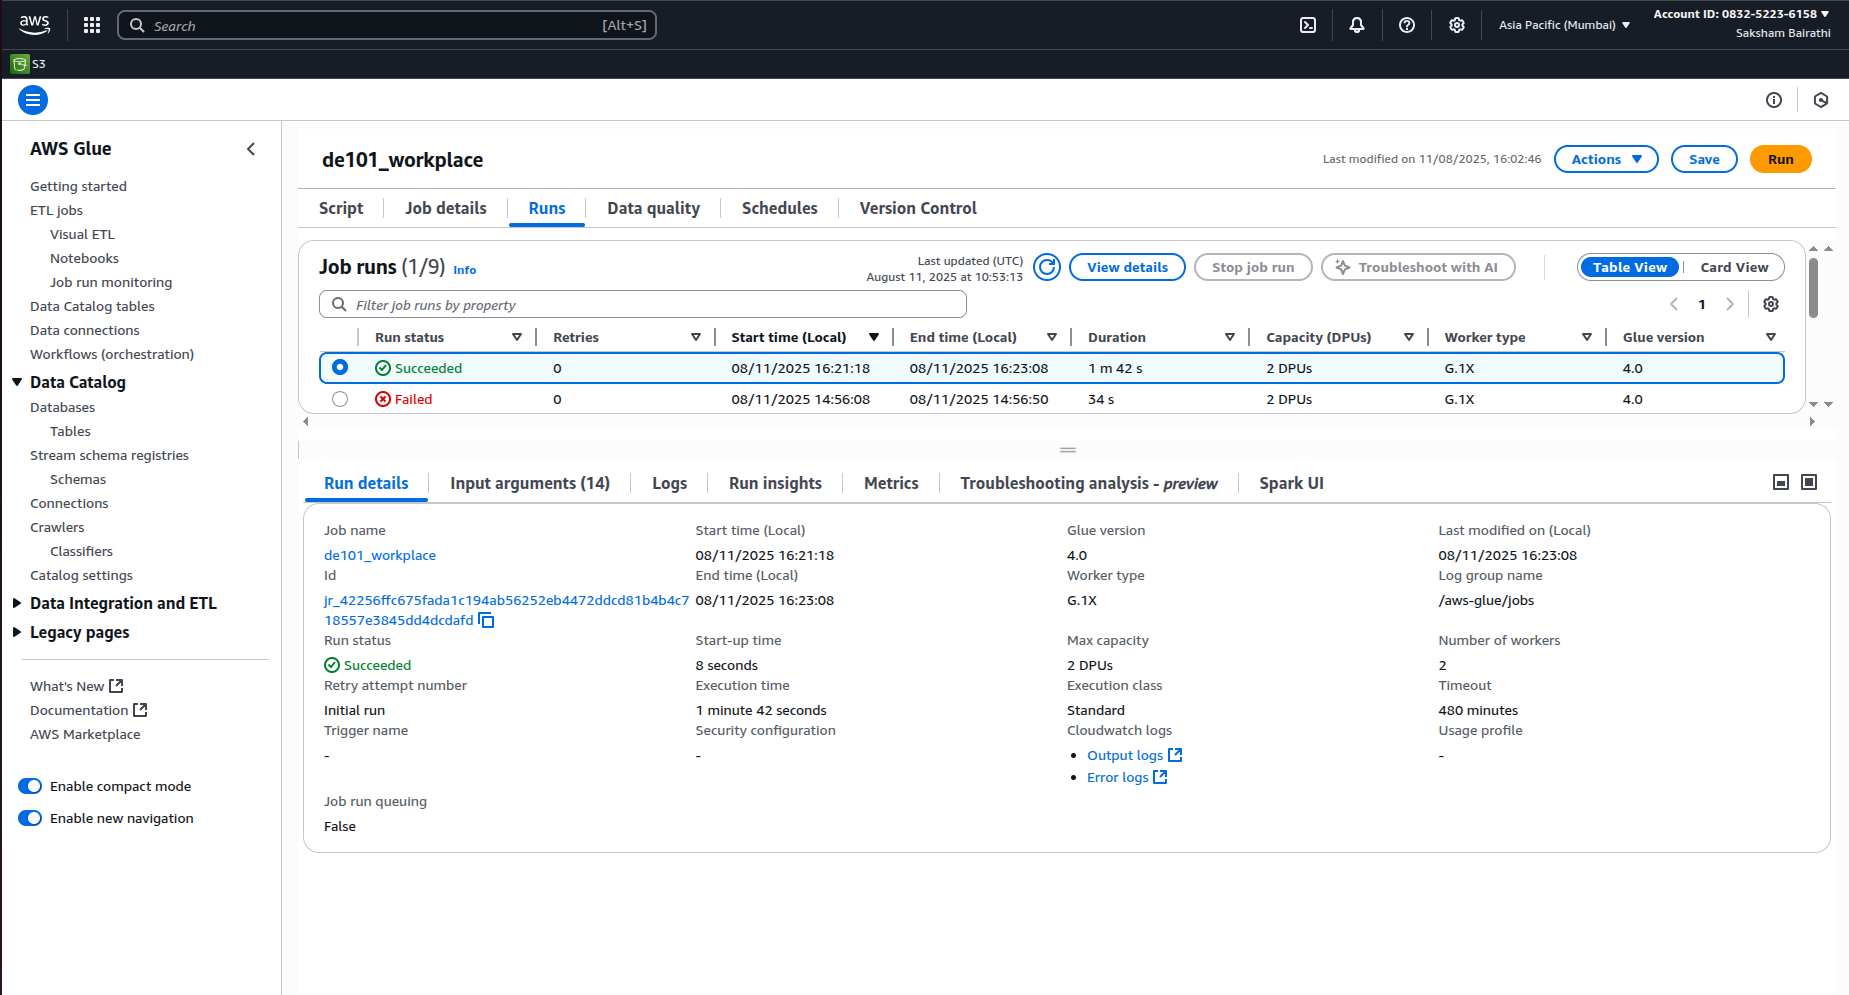 aws
Search [Alt+S]
Asia Pacific (Mumbai)
Account ID: 0832-5223-6158
Saksham Bairathi
S3
AWS Glue
Getting started
ETL jobs
Visual ETL
Notebooks
Job run monitoring
Data Catalog tables
Data connections
Workflows (orchestration)
Data Catalog
Databases
Tables
Stream schema registries
Schemas
Connections
Crawlers
Classifiers
Catalog settings
Data Integration and ETL
Legacy pages
What's New
Documentation
AWS Marketplace
Enable compact mode
Enable new navigation
de101_workplace
Last modified on 11/08/2025, 16:02:46
Actions
Save
Run
Script Job details Runs Data quality Schedules Version Control
Job runs (1/9) Info
Last updated (UTC)
August 11, 2025 at 10:53:13
View details
Stop job run
Troubleshoot with AI
Table View
Card View
Filter job runs by property
1
Run status Retries Start time (Local) End time (Local) Duration Capacity (DPUs) Worker type Glue version
Succeeded 0 08/11/2025 16:21:18 08/11/2025 16:23:08 1 m 42 s 2 DPUs G.1X 4.0
Failed 0 08/11/2025 14:56:08 08/11/2025 14:56:50 34 s 2 DPUs G.1X 4.0
Run details Input arguments (14) Logs Run insights Metrics Troubleshooting analysis - preview Spark UI
Job name Start time (Local) Glue version Last modified on (Local)
de101_workplace 08/11/2025 16:21:18 4.0 08/11/2025 16:23:08
Id End time (Local) Worker type Log group name
jr_42256ffc675fada1c194ab56252eb4472ddcd81b4b4c7 08/11/2025 16:23:08 G.1X /aws-glue/jobs
18557e3845dd4dcdafd
Run status Start-up time Max capacity Number of workers
Succeeded 8 seconds 2 DPUs 2
Retry attempt number Execution time Execution class Timeout
Initial run 1 minute 42 seconds Standard 480 minutes
Trigger name Security configuration Cloudwatch logs Usage profile
- - • Output logs -
• Error logs
Job run queuing
False